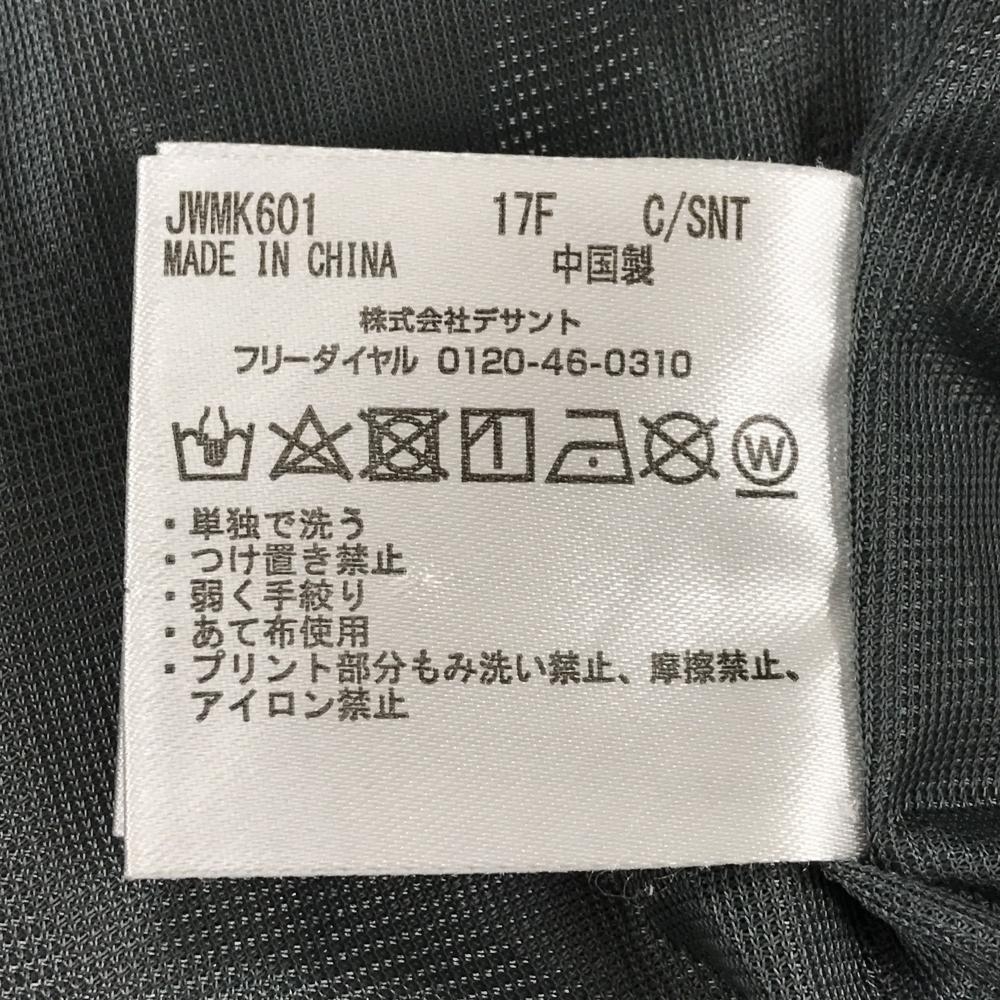 JWMK601 17F C/SNT
MADE IN CHINA 中国製
株式会社デサント
フリーダイヤル 0120-46-0310
W
・単独で洗う
・つけ置き禁止
・弱く手絞り
・あて布使用
・プリント部分もみ洗い禁止、摩擦禁止、
アイロン禁止